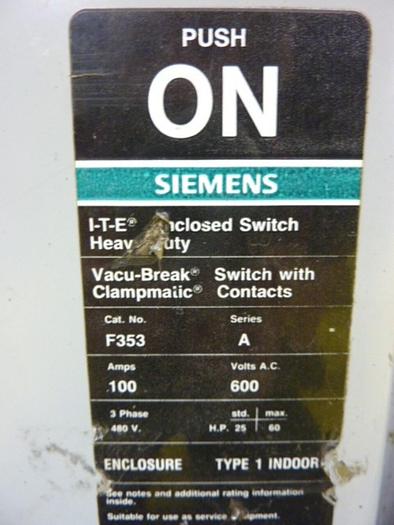 PUSH
ON
SIEMENS
I-T-E® Enclosed Switch
Heavy Duty
Vacu-Break® Switch with
Clampmatic® Contacts
Cat. No. Series
F353 A
Amps Volts A.C.
100 600
3 Phase std. max.
480 V. H.P. 25 60
ENCLOSURE TYPE 1 INDOOR
See notes and additional rating information
inside.
Suitable for use as service equipment.